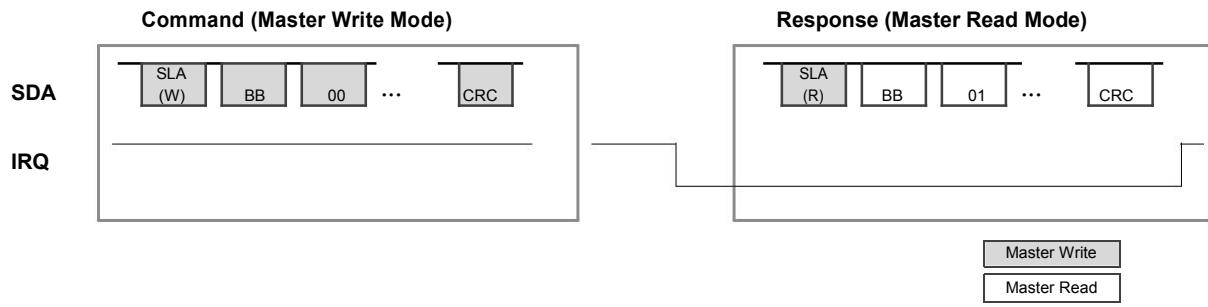 Command (Master Write Mode)
Response (Master Read Mode)
SDA
SLA
(W)
BB
00
...
CRC
SLA
(R)
BB
01
...
CRC
IRQ
Master Write
Master Read